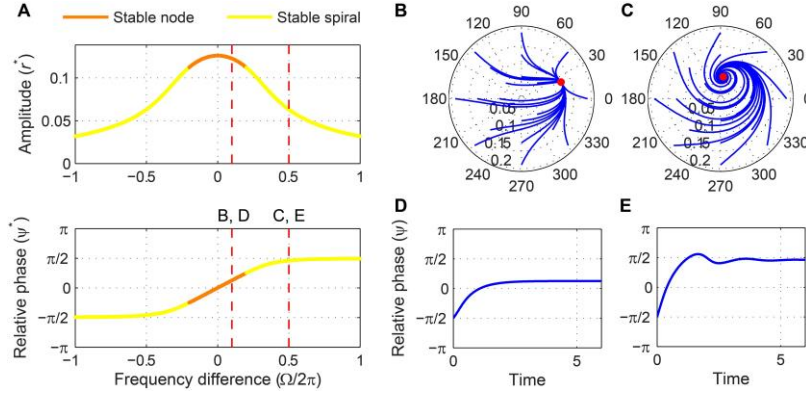 A
Stable node
Stable spiral
Amplitude (r*)
0.1
0.05
0
−1
−0.5
0
0.5
1
Relative phase (ψ*)
B, D
C, E
π
π/2
0
−π/2
−π
−1
−0.5
0
0.5
1
Frequency difference (Ω/2π)
B
90
120
60
150
30
180
0
0.05
0.1
0.15
0.2
210
330
240
300
270
C
90
120
60
150
30
180
0
0.05
0.1
0.15
0.2
210
330
240
300
270
D
Relative phase (ψ)
π
π/2
0
−π/2
−π
0
5
Time
E
π
π/2
0
−π/2
−π
0
5
Time